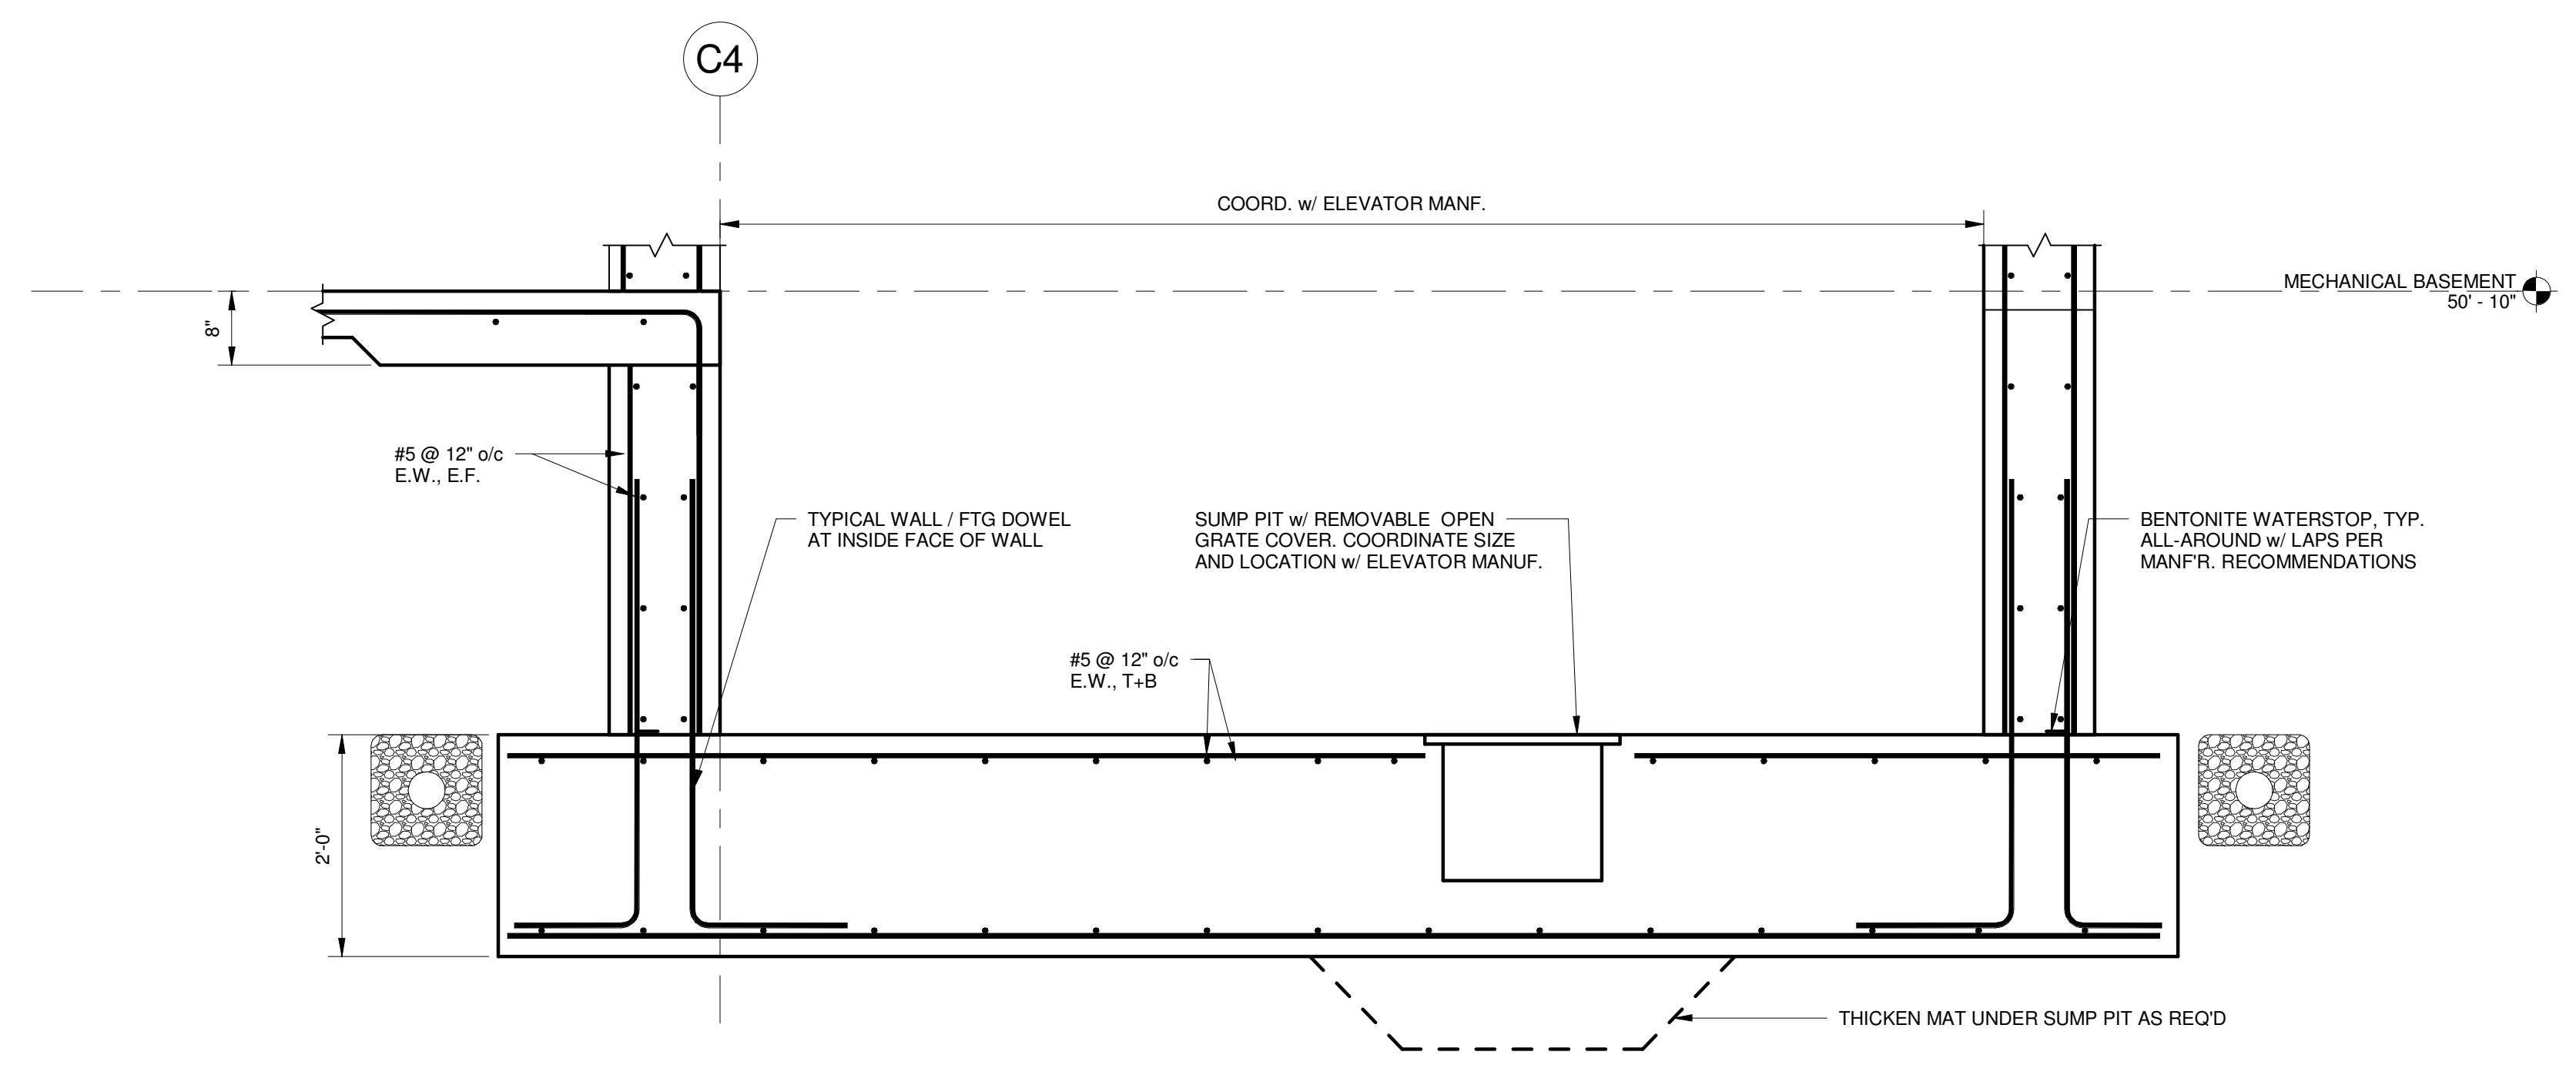 C4
COORD. w/ ELEVATOR MANF.
MECHANICAL BASEMENT
50' - 10"
8"
#5 @ 12" o/c
E.W., E.F.
TYPICAL WALL / FTG DOWEL
AT INSIDE FACE OF WALL
SUMP PIT w/ REMOVABLE OPEN
GRATE COVER. COORDINATE SIZE
AND LOCATION w/ ELEVATOR MANUF.
BENTONITE WATERSTOP, TYP.
ALL-AROUND w/ LAPS PER
MANF'R. RECOMMENDATIONS
#5 @ 12" o/c
E.W., T+B
2'-0"
THICKEN MAT UNDER SUMP PIT AS REQ'D